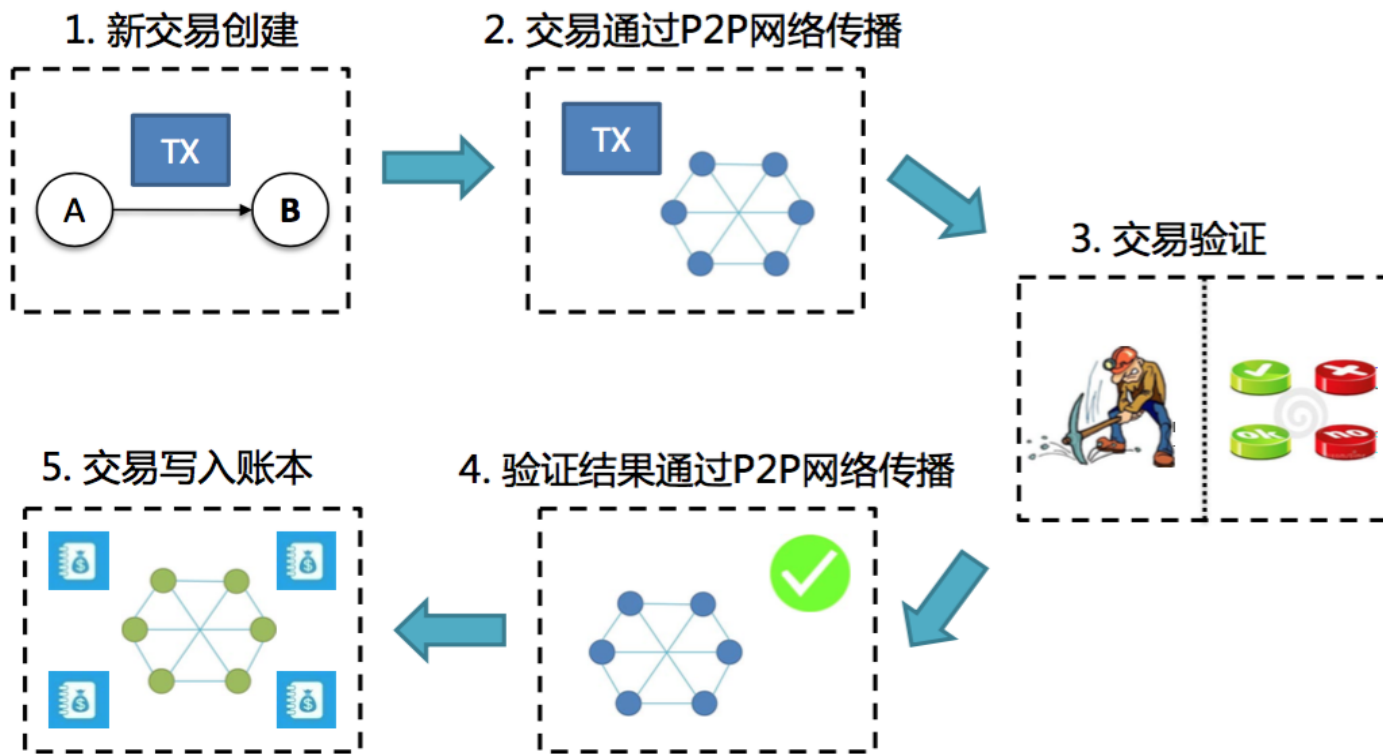 1. 新交易创建
2. 交易通过P2P网络传播
TX
A
B
TX
3. 交易验证
ok
no
5. 交易写入账本
4. 验证结果通过P2P网络传播
$
$
$
$